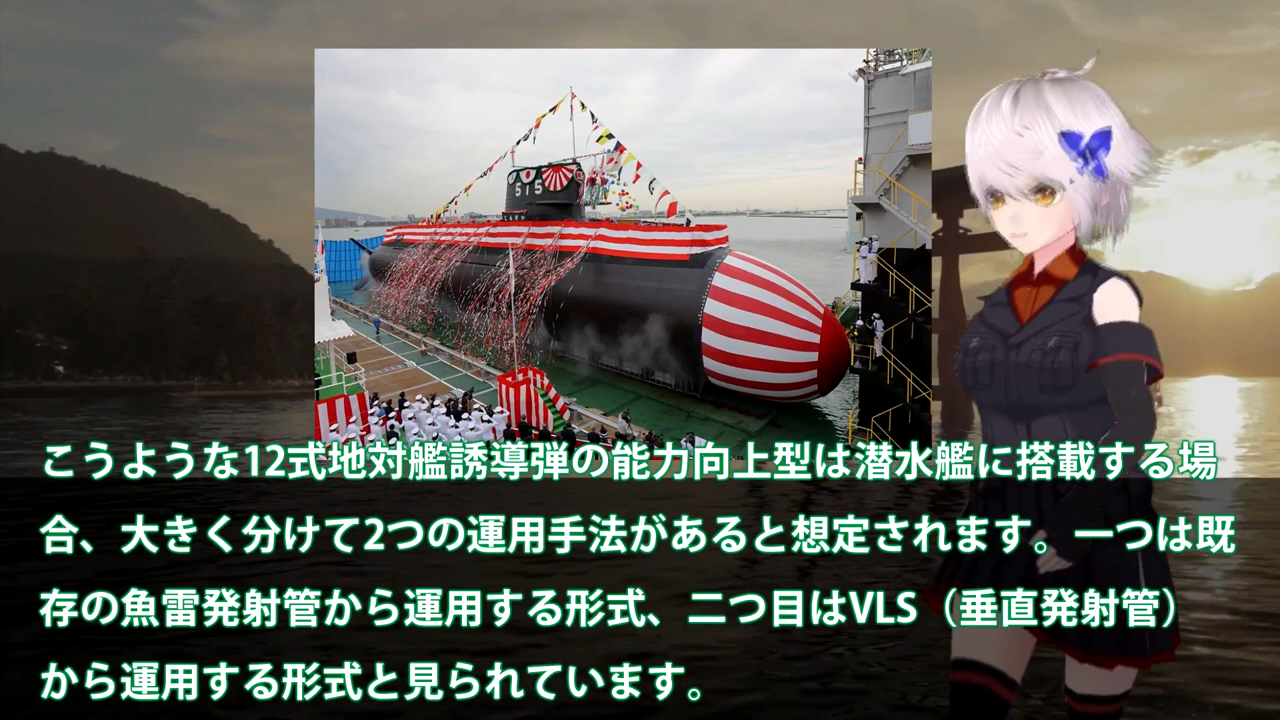 515
こうような12式地対艦誘導弾の能力向上型は潜水艦に搭載する場
合、大きく分けて2つの運用手法があると想定されます。一つは既
存の魚雷発射管から運用する形式、二つ目はVLS（垂直発射管）
から運用する形式と見られています。